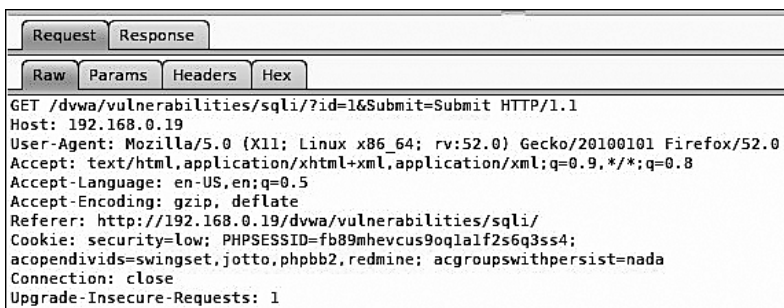 Request Response
Raw Params Headers Hex
GET /dvwa/vulnerabilities/sqli/?id=1&Submit=Submit HTTP/1.1
Host: 192.168.0.19
User-Agent: Mozilla/5.0 (X11; Linux x86_64; rv:52.0) Gecko/20100101 Firefox/52.0
Accept: text/html,application/xhtml+xml,application/xml;q=0.9,*/*;q=0.8
Accept-Language: en-US,en;q=0.5
Accept-Encoding: gzip, deflate
Referer: http://192.168.0.19/dvwa/vulnerabilities/sqli/
Cookie: security=low; PHPSESSID=fb89mhevcus9oq1a1f2s6q3ss4;
acopendivids=swingset,jotto,phpbb2,redmine; acgroupswithpersist=nada
Connection: close
Upgrade-Insecure-Requests: 1